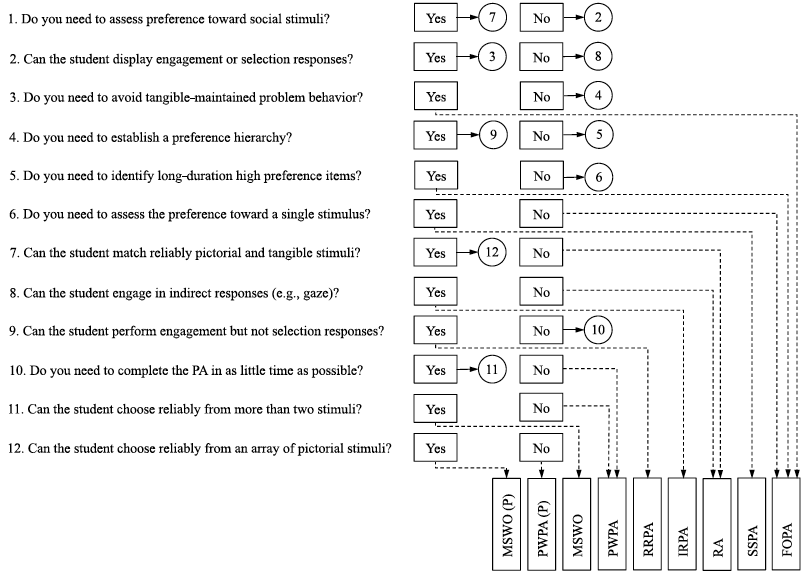 1. Do you need to assess preference toward social stimuli? Yes 7 No 2
2. Can the student display engagement or selection responses? Yes 3 No 8
3. Do you need to avoid tangible–maintained problem behavior? Yes No 4
4. Do you need to establish a preference hierarchy? Yes 9 No 5
5. Do you need to identify long–duration high preference items? Yes No 6
6. Do you need to assess the preference toward a single stimulus? Yes No
7. Can the student match reliably pictorial and tangible stimuli? Yes 12 No
8. Can the student engage in indirect responses (e.g., gaze)? Yes No
9. Can the student perform engagement but not selection responses? Yes No 10
10. Do you need to complete the PA in as little time as possible? Yes 11 No
11. Can the student choose reliably from more than two stimuli? Yes No
12. Can the student choose reliably from an array of pictorial stimuli? Yes No
MSWO (P)
PWPA (P)
MSWO
PWPA
RRPA
IRPA
RA
SSPA
FOPA